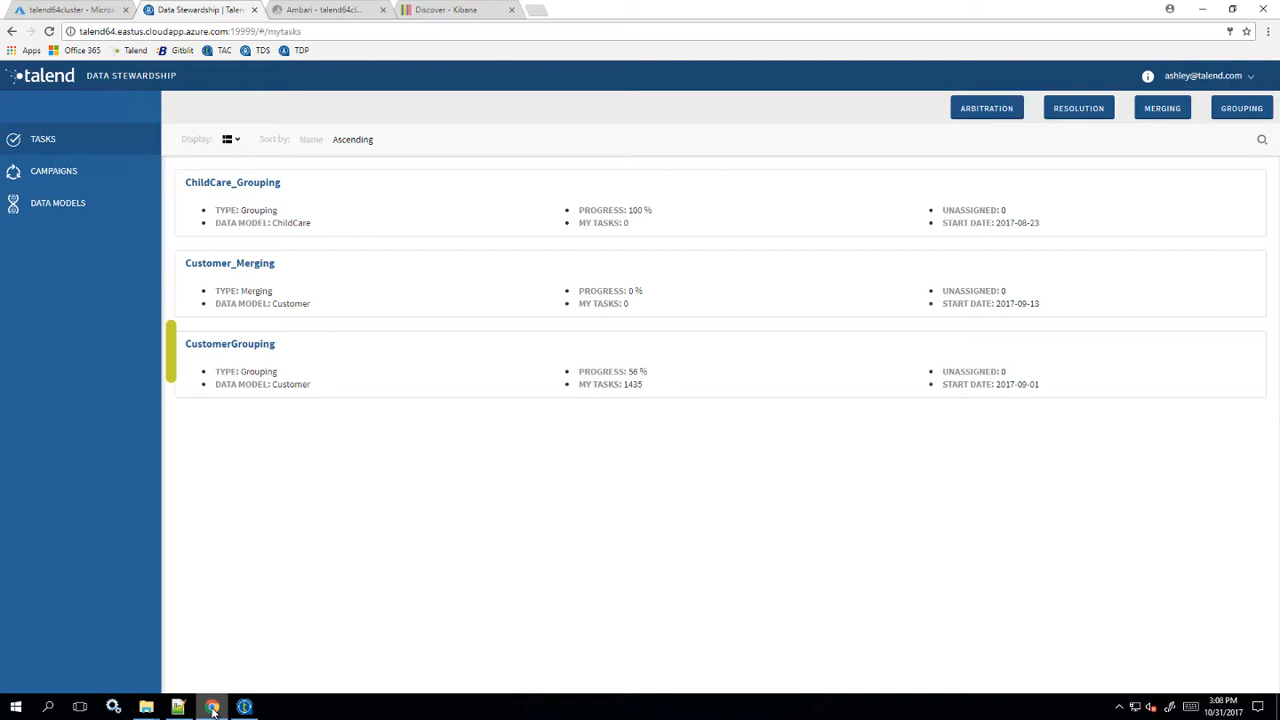 talend64cluster - Micros
Data Stewardship | Talen
Ambari - talend64cl...
Discover - Kibana
talend64.eastus.cloudapp.azure.com:19999/#/mytasks
Apps Office 365 Talend Gitblit TAC TDS TDP
talend DATA STEWARDSHIP
ashley@talend.com
ARBITRATION RESOLUTION MERGING GROUPING
TASKS
CAMPAIGNS
DATA MODELS
Display: Sort by: Name Ascending
ChildCare_Grouping
TYPE: Grouping PROGRESS: 100 % UNASSIGNED: 0
DATA MODEL: ChildCare MY TASKS: 0 START DATE: 2017-08-23
Customer_Merging
TYPE: Merging PROGRESS: 0 % UNASSIGNED: 0
DATA MODEL: Customer MY TASKS: 0 START DATE: 2017-09-13
CustomerGrouping
TYPE: Grouping PROGRESS: 56 % UNASSIGNED: 0
DATA MODEL: Customer MY TASKS: 1435 START DATE: 2017-09-01
3:08 PM
10/31/2017